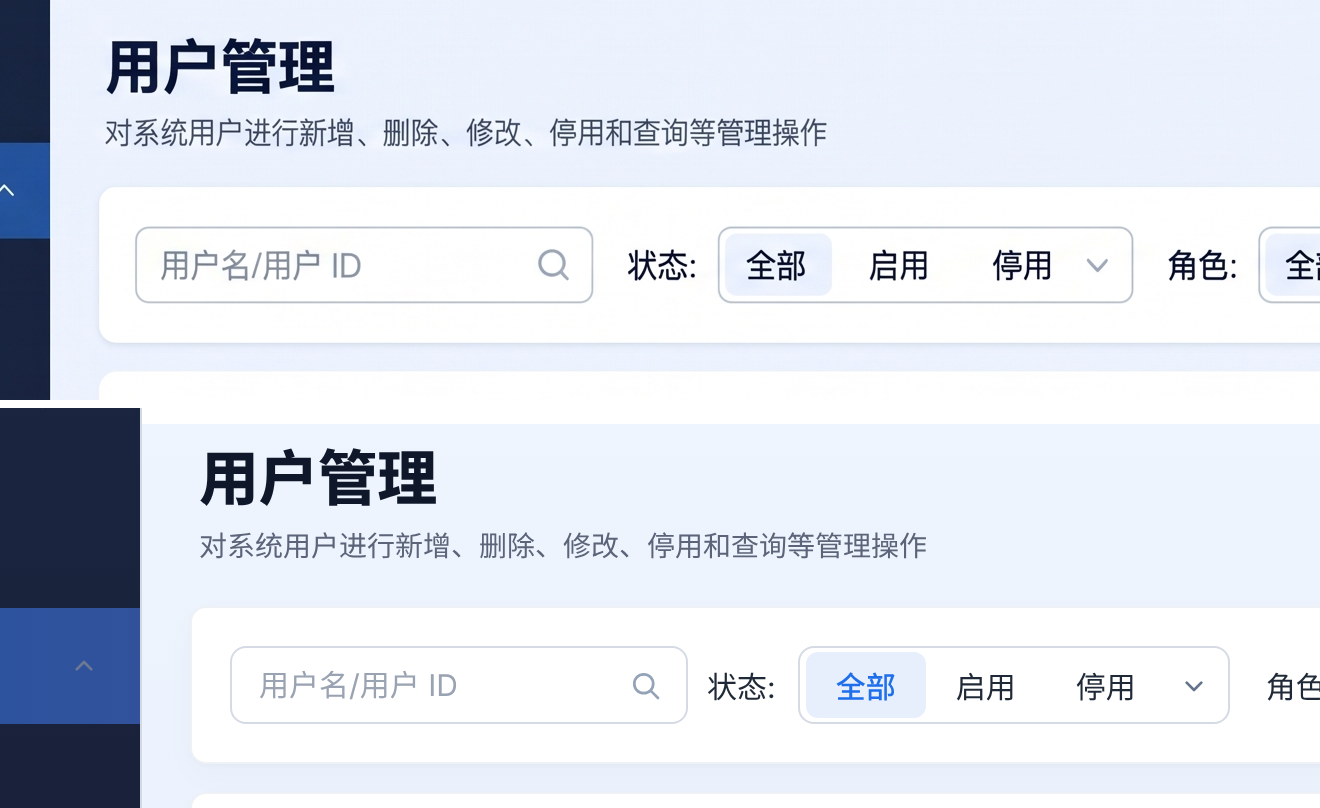 用户管理
对系统用户进行新增、删除、修改、停用和查询等管理操作
用户名/用户 ID 状态: 全部 启用 停用 角色: 全
用户管理
对系统用户进行新增、删除、修改、停用和查询等管理操作
用户名/用户 ID 状态: 全部 启用 停用 角色